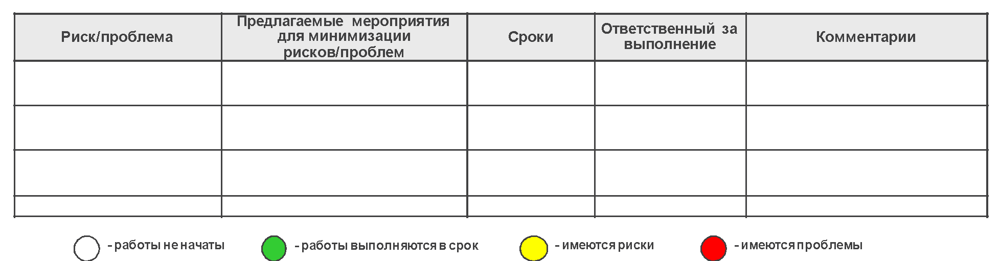 Риск/проблема
Предлагаемые мероприятия
для минимизации
рисков/проблем
Сроки
Ответственный за
выполнение
Комментарии
- работы не начаты
- работы выполняются в срок
- имеются риски
- имеются проблемы